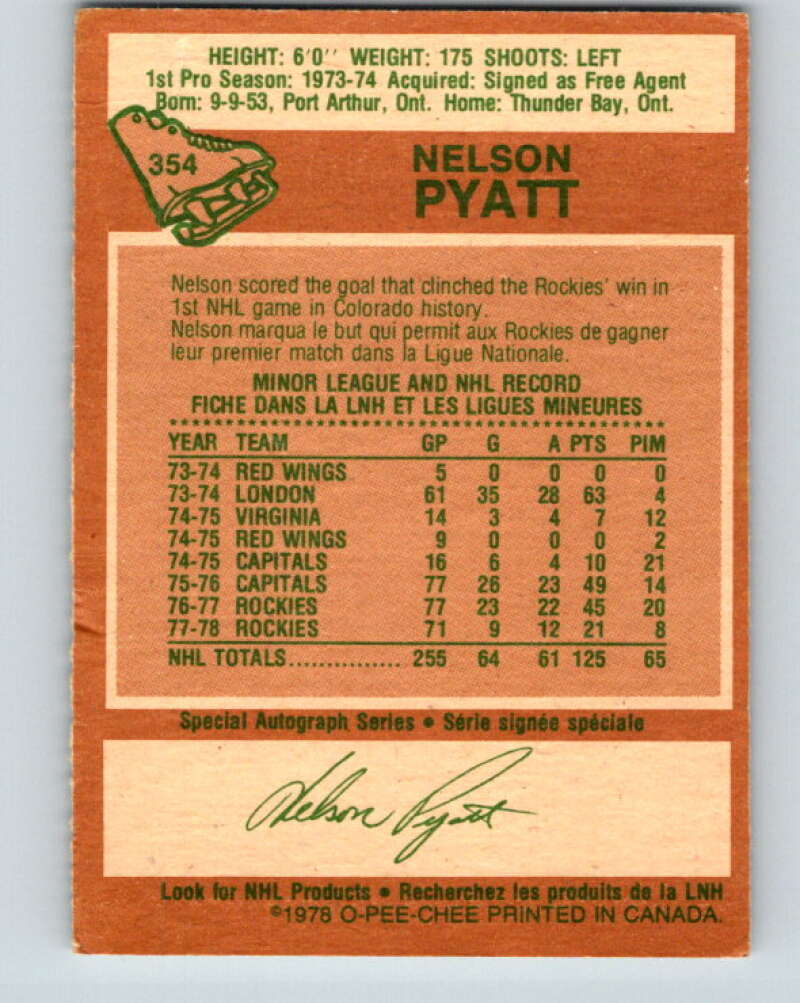 HEIGHT: 6'0'' WEIGHT: 175 SHOOTS: LEFT
1st Pro Season: 1973-74 Acquired: Signed as Free Agent
Born: 9-9-53, Port Arthur, Ont. Home: Thunder Bay, Ont.
354
NELSON
PYATT
Nelson scored the goal that clinched the Rockies' win in
1st NHL game in Colorado history.
Nelson marqua le but qui permit aux Rockies de gagner
leur premier match dans la Ligue Nationale.
MINOR LEAGUE AND NHL RECORD
FICHE DANS LA LNH ET LES LIGUES MINEURES
YEAR TEAM GP G A PTS PIM
73-74 RED WINGS 5 0 0 0 0
73-74 LONDON 61 35 28 63 4
74-75 VIRGINIA 14 3 4 7 12
74-75 RED WINGS 9 0 0 0 2
74-75 CAPITALS 16 6 4 10 21
75-76 CAPITALS 77 26 23 49 14
76-77 ROCKIES 77 23 22 45 20
77-78 ROCKIES 71 9 12 21 8
NHL TOTALS............... 255 64 61 125 65
Special Autograph Series • Série signée spéciale
Nelson Pyatt
Look for NHL Products • Recherchez les produits de la LNH
©1978 O-PEE-CHEE PRINTED IN CANADA.